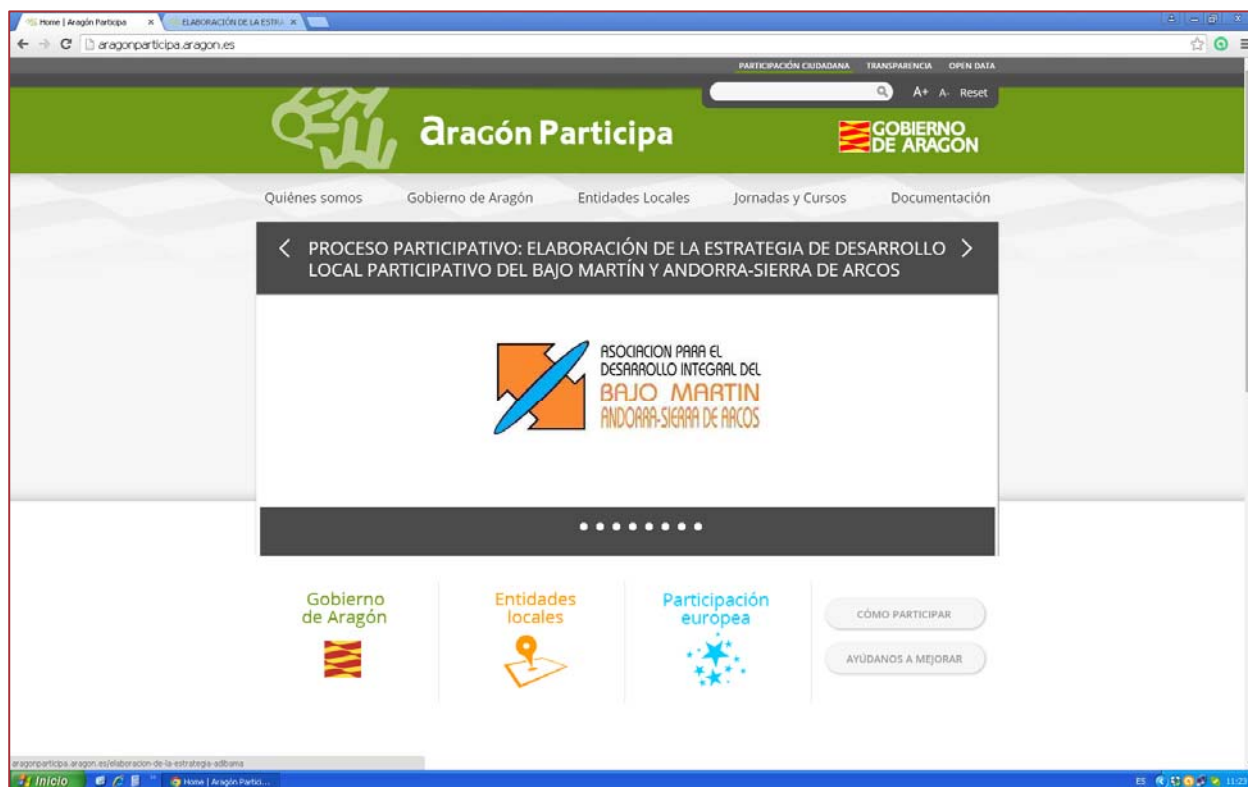 Home | Aragón Participa
ELABORACIÓN DE LA ESTRA
aragonparticipa.aragon.es
PARTICIPACIÓN CIUDADANA TRANSPARENCIA OPEN DATA
A+ A- Reset
aragón Participa
GOBIERNO
DE ARAGON
Quiénes somos Gobierno de Aragón Entidades Locales Jornadas y Cursos Documentación
PROCESO PARTICIPATIVO: ELABORACIÓN DE LA ESTRATEGIA DE DESARROLLO
LOCAL PARTICIPATIVO DEL BAJO MARTÍN Y ANDORRA-SIERRA DE ARCOS
ASOCIACION PARA EL
DESARROLLO INTEGRAL DEL
BAJO MARTIN
ANDORRA-SIERRA DE ARCOS
Gobierno
de Aragón
Entidades
locales
Participación
europea
CÓMO PARTICIPAR
AYÚDANOS A MEJORAR
aragonparticipa.aragon.es/elaboracion-de-la-estrategia-adibama
Inicio
Home | Aragón Partici...
ES 11:23